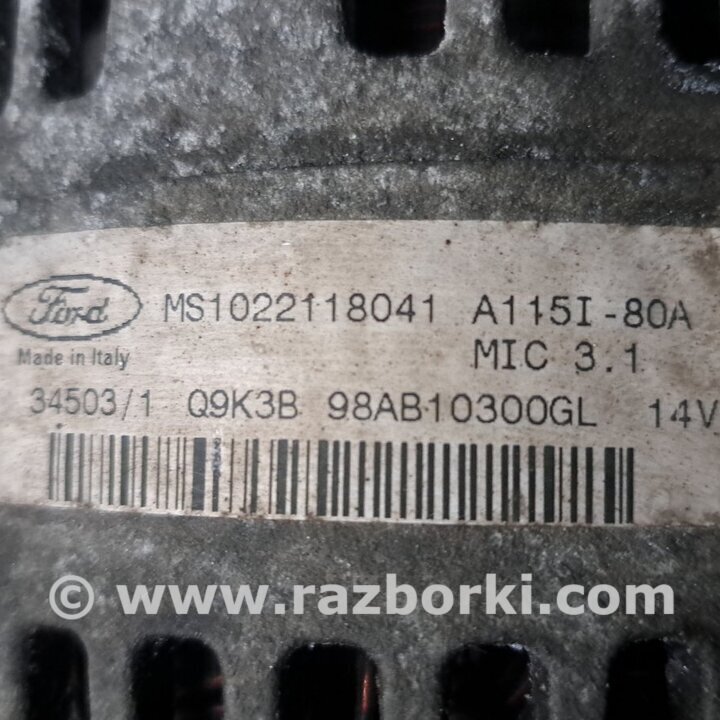 Ford MS1022118041 A115I-80A
Made in Italy MIC 3.1
34503/1 Q9K3B 98AB10300GL 14V
© www.razborki.com